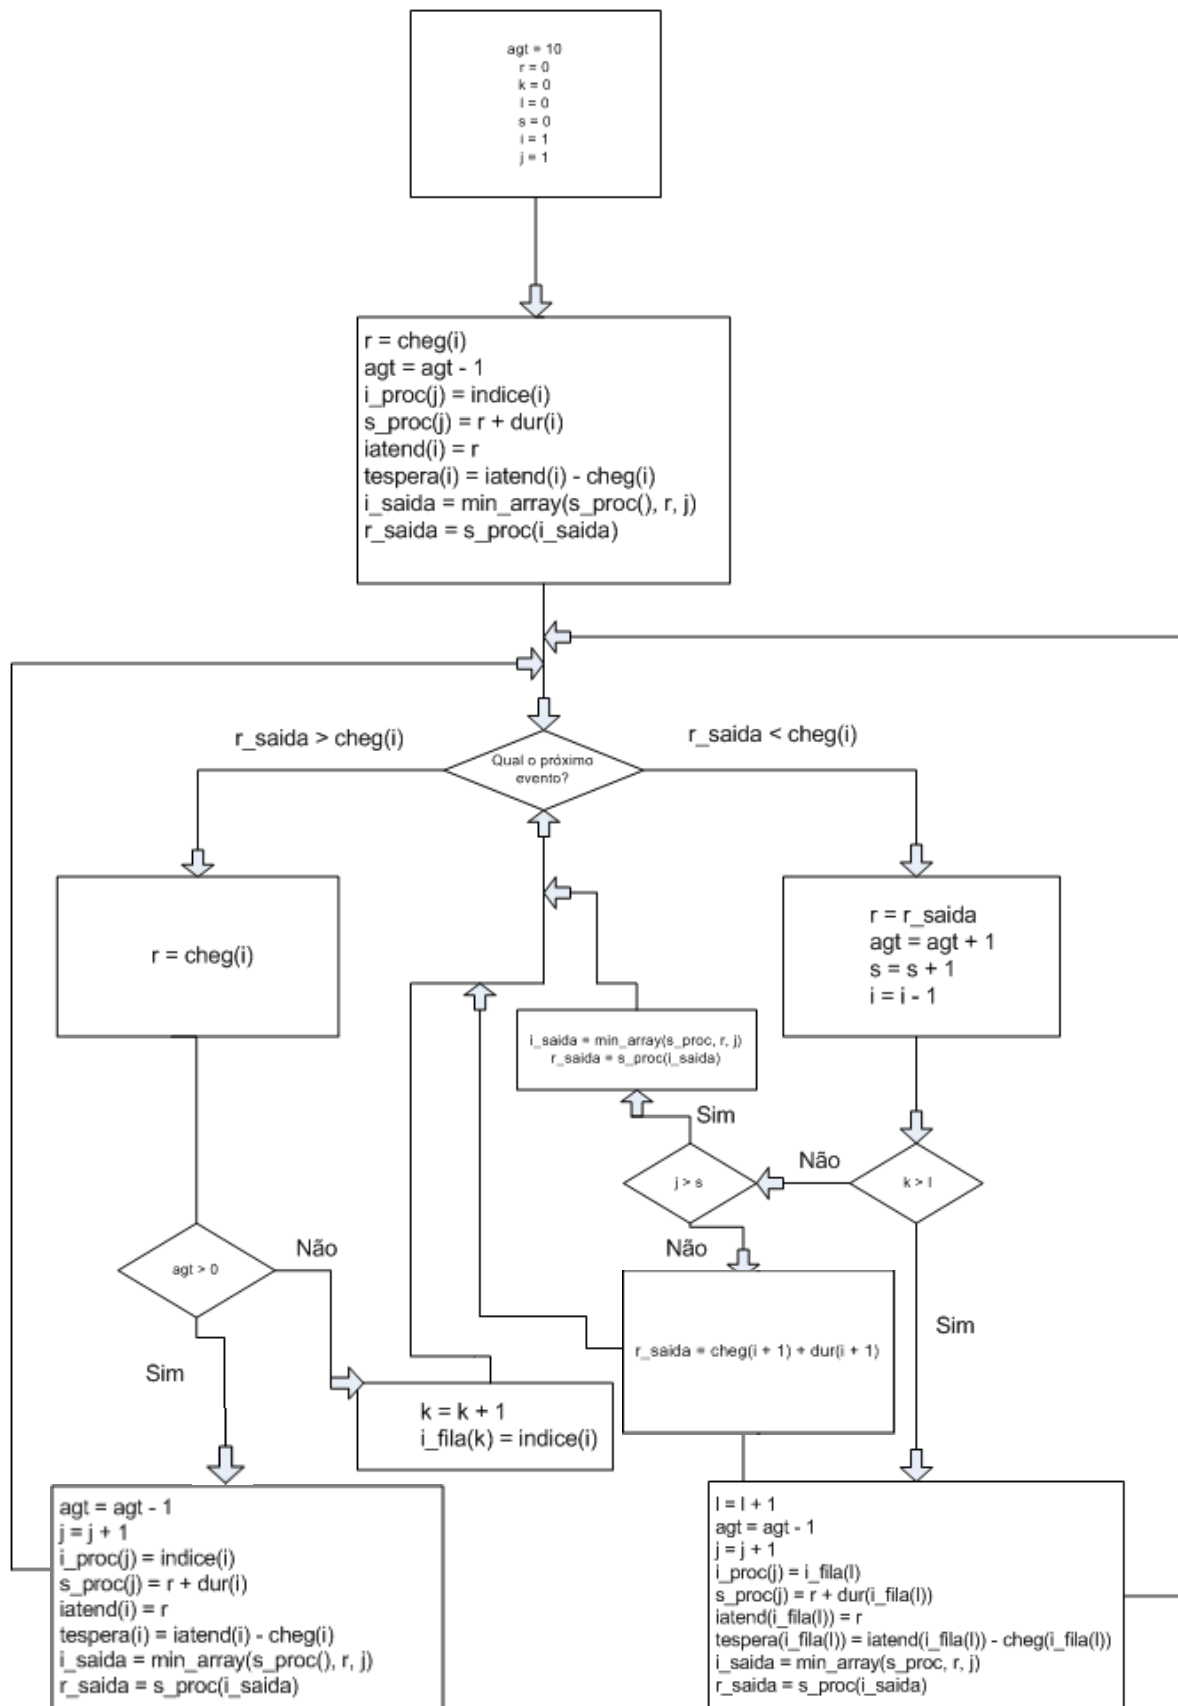 agt = 10
r = 0
k = 0
l = 0
s = 0
i = 1
j = 1
r = cheg(i)
agt = agt - 1
i_proc(j) = indice(i)
s_proc(j) = r + dur(i)
iatend(i) = r
tespera(i) = iatend(i) - cheg(i)
i_saida = min_array(s_proc(), r, j)
r_saida = s_proc(i_saida)
r_saida > cheg(i)
Qual o próximo
evento?
r_saida < cheg(i)
r = cheg(i)
r = r_saida
agt = agt + 1
s = s + 1
i = i - 1
i_saida = min_array(s_proc, r, j)
r_saida = s_proc(i_saida)
Sim
j > s
Não
k > l
Não
Sim
agt > 0
Não
Sim
r_saida = cheg(i + 1) + dur(i + 1)
k = k + 1
i_fila(k) = indice(i)
agt = agt - 1
j = j + 1
i_proc(j) = indice(i)
s_proc(j) = r + dur(i)
iatend(i) = r
tespera(i) = iatend(i) - cheg(i)
i_saida = min_array(s_proc(), r, j)
r_saida = s_proc(i_saida)
l = l + 1
agt = agt - 1
j = j + 1
i_proc(j) = i_fila(l)
s_proc(j) = r + dur(i_fila(l))
iatend(i_fila(l)) = r
tespera(i_fila(l)) = iatend(i_fila(l)) - cheg(i_fila(l))
i_saida = min_array(s_proc, r, j)
r_saida = s_proc(i_saida)